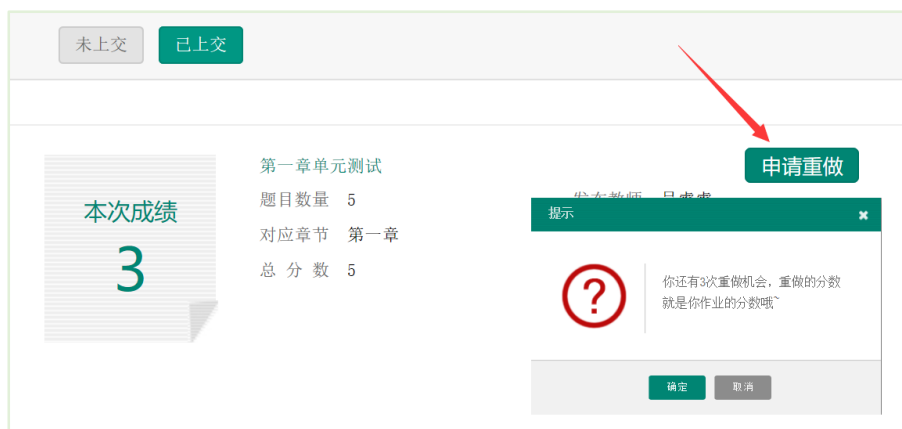 未上交 已上交
第一章单元测试 申请重做
本次成绩
3
题目数量 5
对应章节 第一章
总 分 数 5
提示
你还有3次重做机会，重做的分数
就是你作业的分数哦~
确定 取消